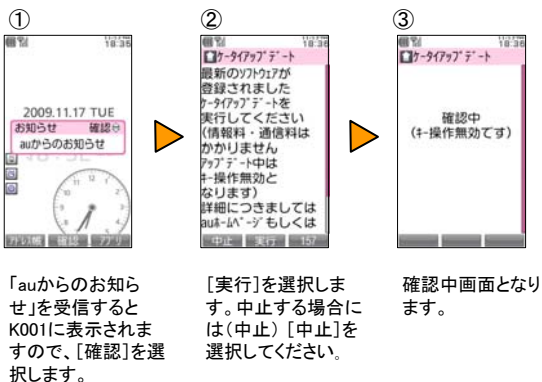 ①
②
③
18:36
2009.11.17 TUE
お知らせ 確認
auからのお知らせ
アドレス帳 確認 アプリ
18:36
ケータイアップデート
最新のソフトウェアが
登録されました
ケータイアップデートを
実行してください
(情報料・通信料は
かかりません
アップデート中は
キー操作無効と
なります)
詳細につきましては
auホームページもしくは
中止 実行 157
18:36
ケータイアップデート
確認中
(キー操作無効です)
「auからのお知ら
せ」を受信すると
K001に表示されま
すので、[確認]を選
択します。
[実行]を選択しま
す。中止する場合に
は(中止) [中止]を
選択してください。
確認中画面となり
ます。